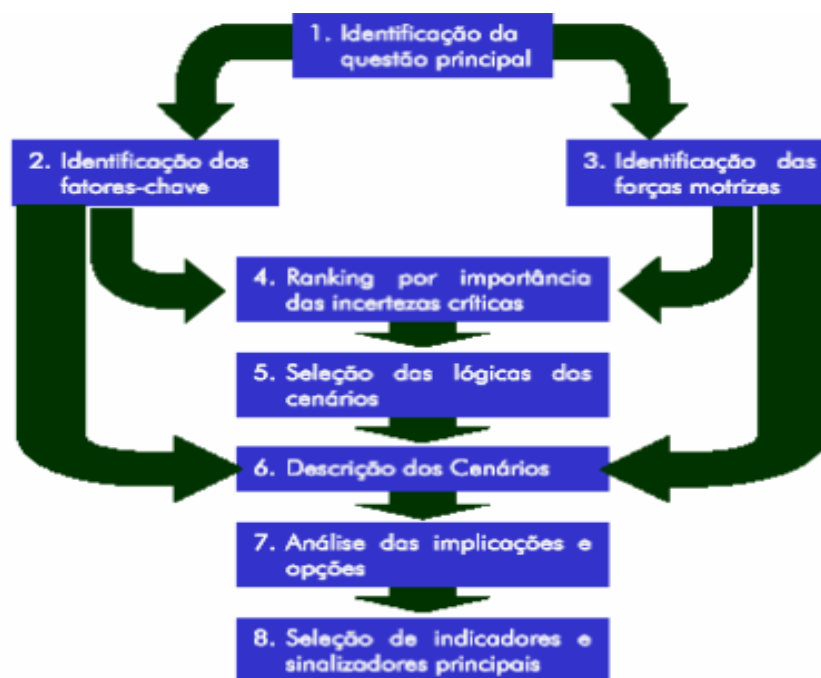 1. Identificação da
questão principal
2. Identificação dos
fatores-chave
3. Identificação das
forças motrizes
4. Ranking por importância
das incertezas críticas
5. Seleção das lógicas dos
cenários
6. Descrição dos Cenários
7. Análise das implicações e
opções
8. Seleção de indicadores e
sinalizadores principais